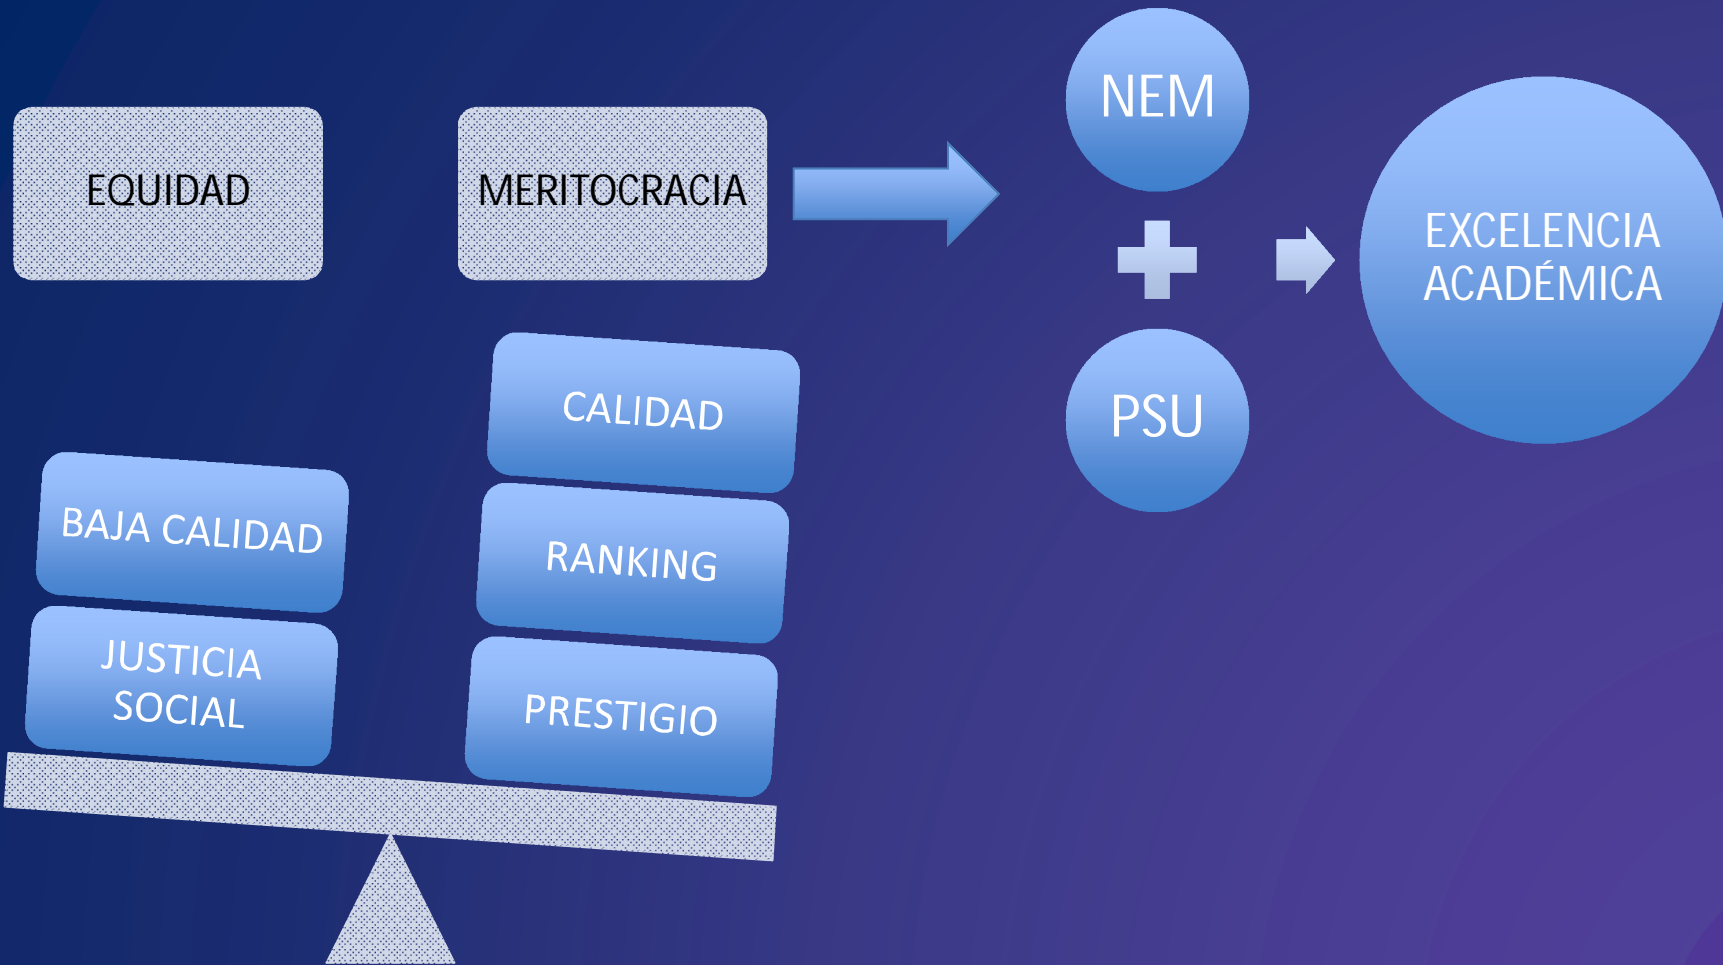 EQUIDAD
MERITOCRACIA
NEM
PSU
EXCELENCIA
ACADÉMICA
BAJA CALIDAD
JUSTICIA
SOCIAL
CALIDAD
RANKING
PRESTIGIO